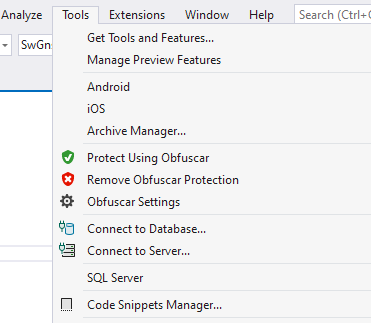 Analyze Tools Extensions Window Help Search (Ctrl+
SwGn
Get Tools and Features...
Manage Preview Features
Android
iOS
Archive Manager...
Protect Using Obfuscar
Remove Obfuscar Protection
Obfuscar Settings
Connect to Database...
Connect to Server...
SQL Server
Code Snippets Manager...